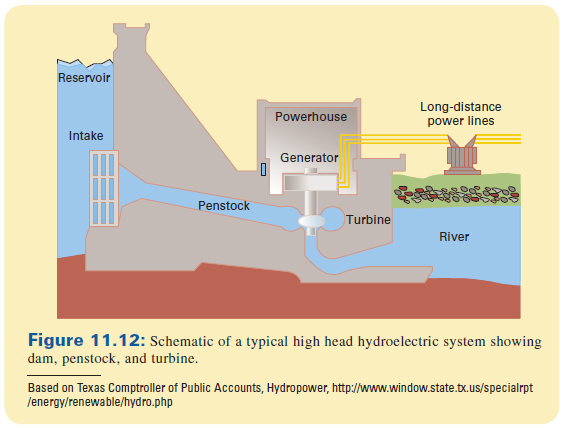 Reservoir
Intake
Powerhouse
Generator
Penstock
Turbine
Long-distance
power lines
River
Figure 11.12: Schematic of a typical high head hydroelectric system showing
dam, penstock, and turbine.
Based on Texas Comptroller of Public Accounts, Hydropower, http://www.window.state.tx.us/specialrpt
/energy/renewable/hydro.php